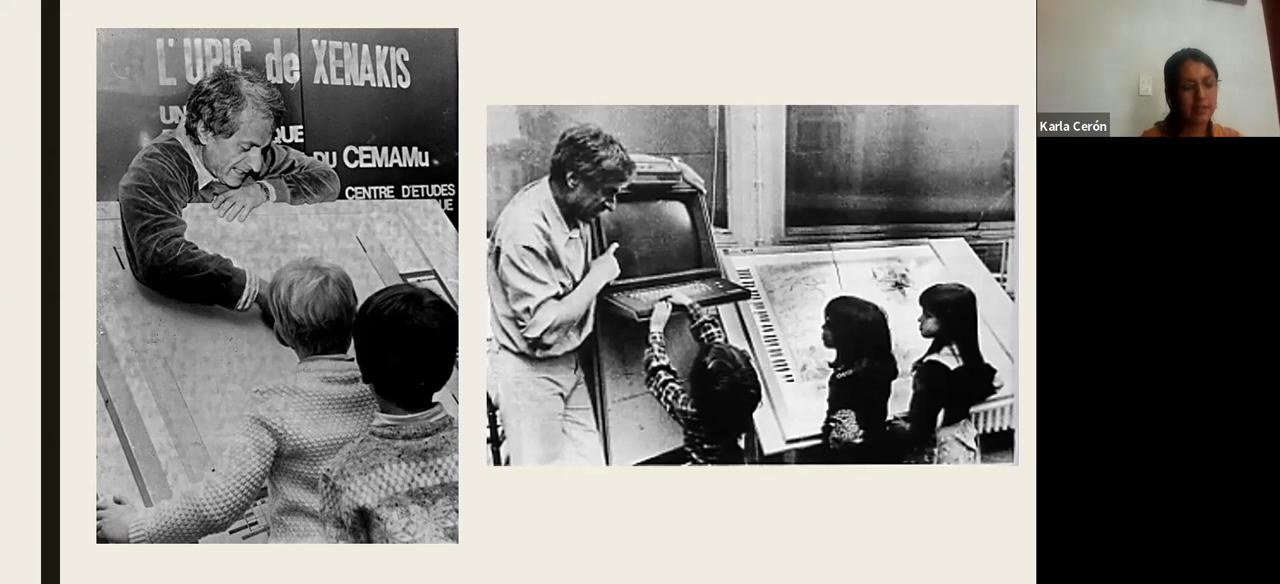 L'UPIC de XENAKIS
DU CEMAMu
CENTRE D'ETUDES
Karla Cerón